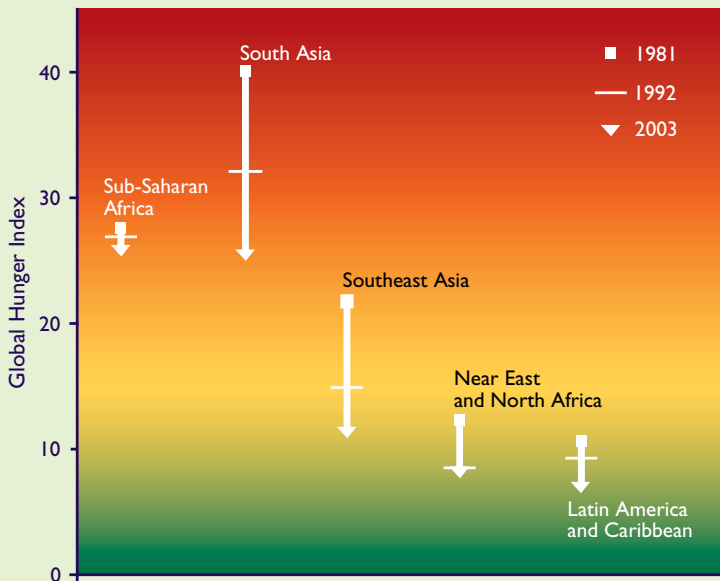 South Asia
1981
40
1992
2003
Sub-Saharan
Africa
30
Global Hunger Index
Southeast Asia
20
Near East
and North Africa
10
Latin America
and Caribbean
0